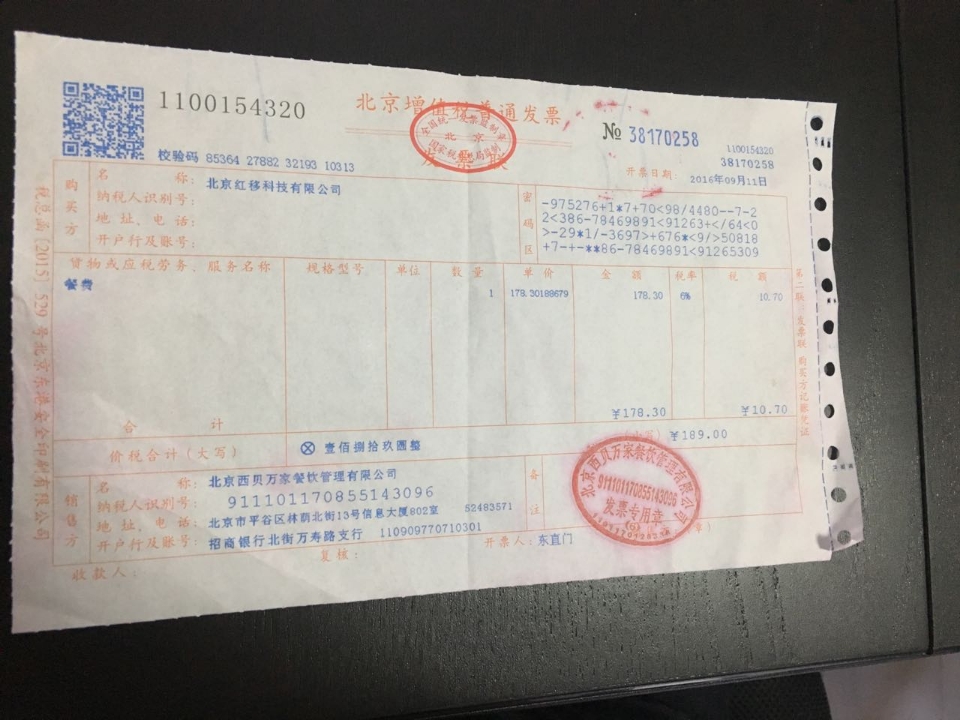 1100154320
北京增值税普通发票
全国统一发票监制章
北京
国家税务总局监制
发票联
№ 38170258
1100154320
38170258
校验码 85364 27882 32193 10313
开票日期: 2016年09月11日
购买方
名 称: 北京红移科技有限公司
纳税人识别号:
地址、电话:
开户行及账号:
密码区
-975276+1*7+70<98/4480--7-2
2<386-78469891<91263+</64<0
>-29*1/-3697>+676*<9/>50818
+7-+-**86-78469891<91265309
货物或应税劳务、服务名称 规格型号 单位 数量 单价 金额 税率 税额
餐费 1 178.30188679 178.30 6% 10.70
合计 ¥178.30 ¥10.70
价税合计(大写) ⊗ 壹佰捌拾玖圆整 (小写) ¥189.00
销售方
名 称: 北京西贝万家餐饮管理有限公司
纳税人识别号: 911101170855143096
地址、电话: 北京市平谷区林荫北街13号信息大厦802室 52483571
开户行及账号: 招商银行北街万寿路支行 110909770710301
备注
北京西贝万家餐饮管理有限公司
911101170855143096
发票专用章
(6)
收款人:
复核:
开票人: 东直门
税总函〔2015〕529号北京东港安全印刷有限公司
第二联:发票联 购买方记账凭证